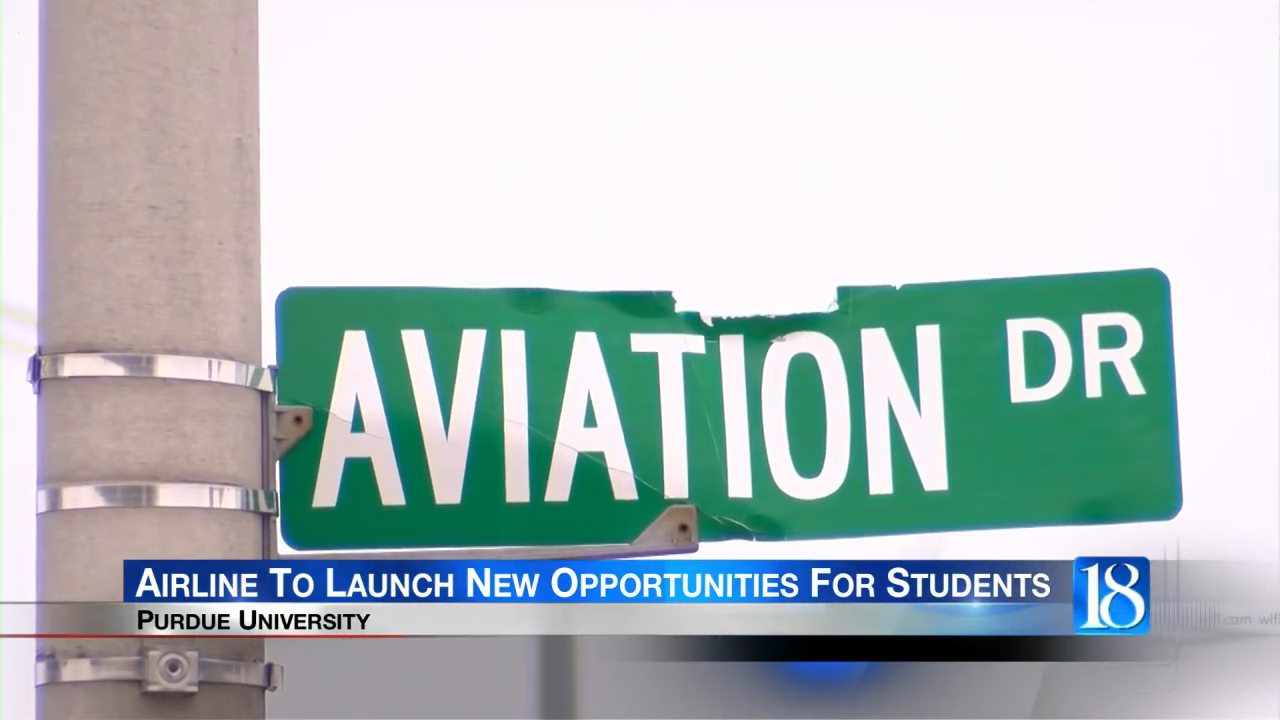 AVIATION DR
AIRLINE TO LAUNCH NEW OPPORTUNITIES FOR STUDENTS
18
PURDUE UNIVERSITY